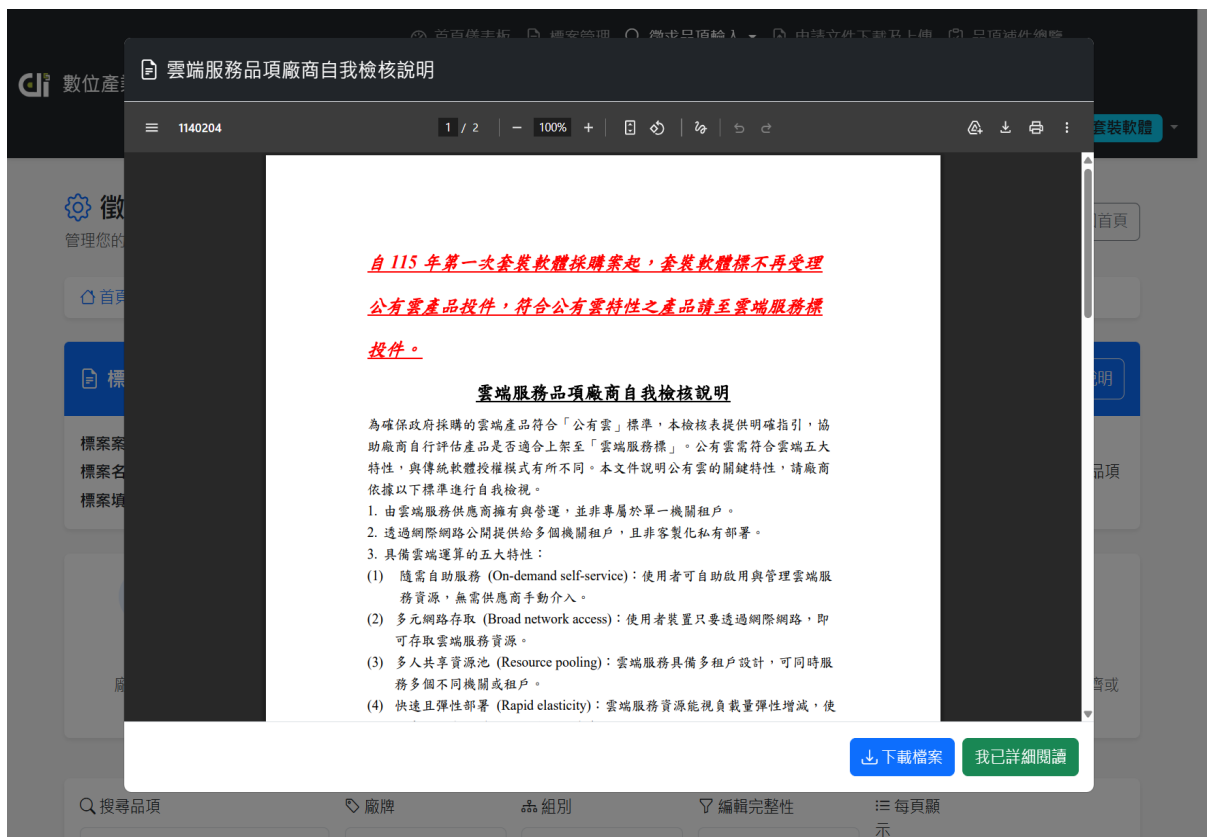 首頁儀表板 標案管理 徵求品項輸入 申請文件下載及上傳 品項補件總覽
雲端服務品項廠商自我檢核說明
數位產
套裝軟體
1140204
1 / 2
100%
徵
管理您的
首頁
首頁
自 115 年第一次套裝軟體採購案起，套裝軟體標不再受理
公有雲產品投件，符合公有雲特性之產品請至雲端服務標
投件。
標
說明
雲端服務品項廠商自我檢核說明
為確保政府採購的雲端產品符合「公有雲」標準，本檢核表提供明確指引，協
助廠商自行評估產品是否適合上架至「雲端服務標」。公有雲需符合雲端五大
特性，與傳統軟體授權模式有所不同。本文件說明公有雲的關鍵特性，請廠商
依據以下標準進行自我檢視。
標案案
標案名
品項
標案填
1. 由雲端服務供應商擁有與營運，並非專屬於單一機關租戶。
2. 透過網際網路公開提供給多個機關租戶，且非客製化私有部署。
3. 具備雲端運算的五大特性：
(1) 隨需自助服務 (On-demand self-service)：使用者可自助啟用與管理雲端服
務資源，無需供應商手動介入。
(2) 多元網路存取 (Broad network access)：使用者裝置只要透過網際網路，即
可存取雲端服務資源。
(3) 多人共享資源池 (Resource pooling)：雲端服務具備多租戶設計，可同時服
務多個不同機關或租戶。
(4) 快速且彈性部署 (Rapid elasticity)：雲端服務資源能視負載量彈性增減，使
下載檔案
我已詳細閱讀
搜尋品項
廠牌
組別
編輯完整性
每頁顯
示